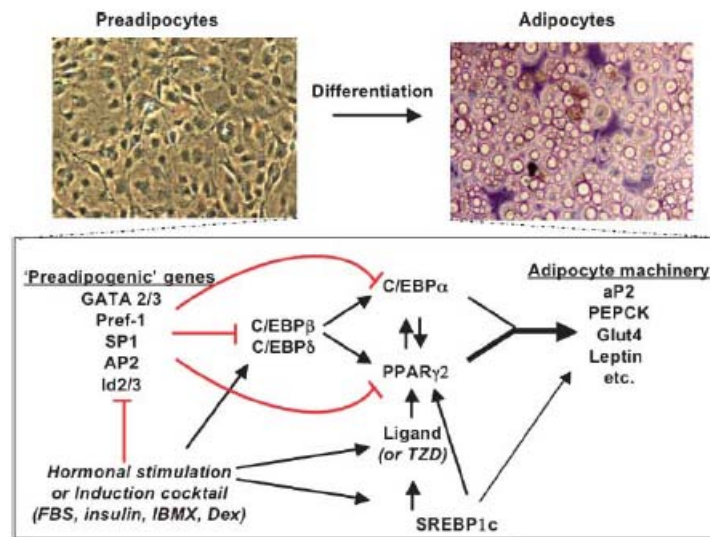 Preadipocytes
Adipocytes
Differentiation
'Preadipogenic' genes
GATA 2/3
Pref-1
SP1
AP2
Id2/3
C/EBPβ
C/EBPδ
C/EBPα
PPARγ2
Ligand
(or TZD)
SREBP1c
Hormonal stimulation
or Induction cocktail
(FBS, insulin, IBMX, Dex)
Adipocyte machinery
aP2
PEPCK
Glut4
Leptin
etc.